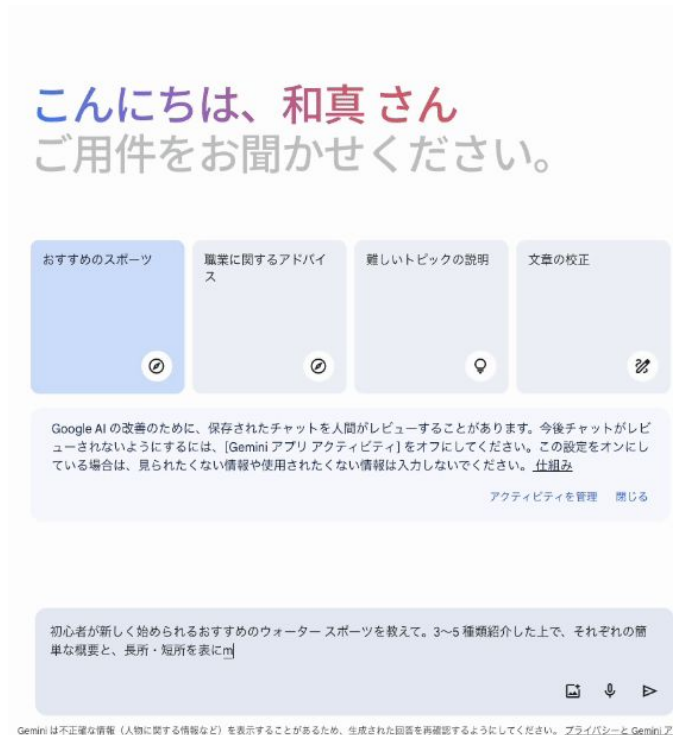 こんにちは、和真 さん
ご用件をお聞かせください。
おすすめのスポーツ
職業に関するアドバイ
ス
難しいトピックの説明
文章の校正
Google AI の改善のために、保存されたチャットを人間がレビューすることがあります。今後チャットがレビ
ューされないようにするには、[Gemini アプリ アクティビティ] をオフにしてください。この設定をオンにし
ている場合は、見られたくない情報や使用されたくない情報は入力しないでください。 仕組み
アクティビティを管理 閉じる
初心者が新しく始められるおすすめのウォーター スポーツを教えて。3〜5 種類紹介した上で、それぞれの簡
単な概要と、長所・短所を表にm
Gemini は不正確な情報（人物に関する情報など）を表示することがあるため、生成された回答を再確認するようにしてください。 プライバシーと Gemini ア